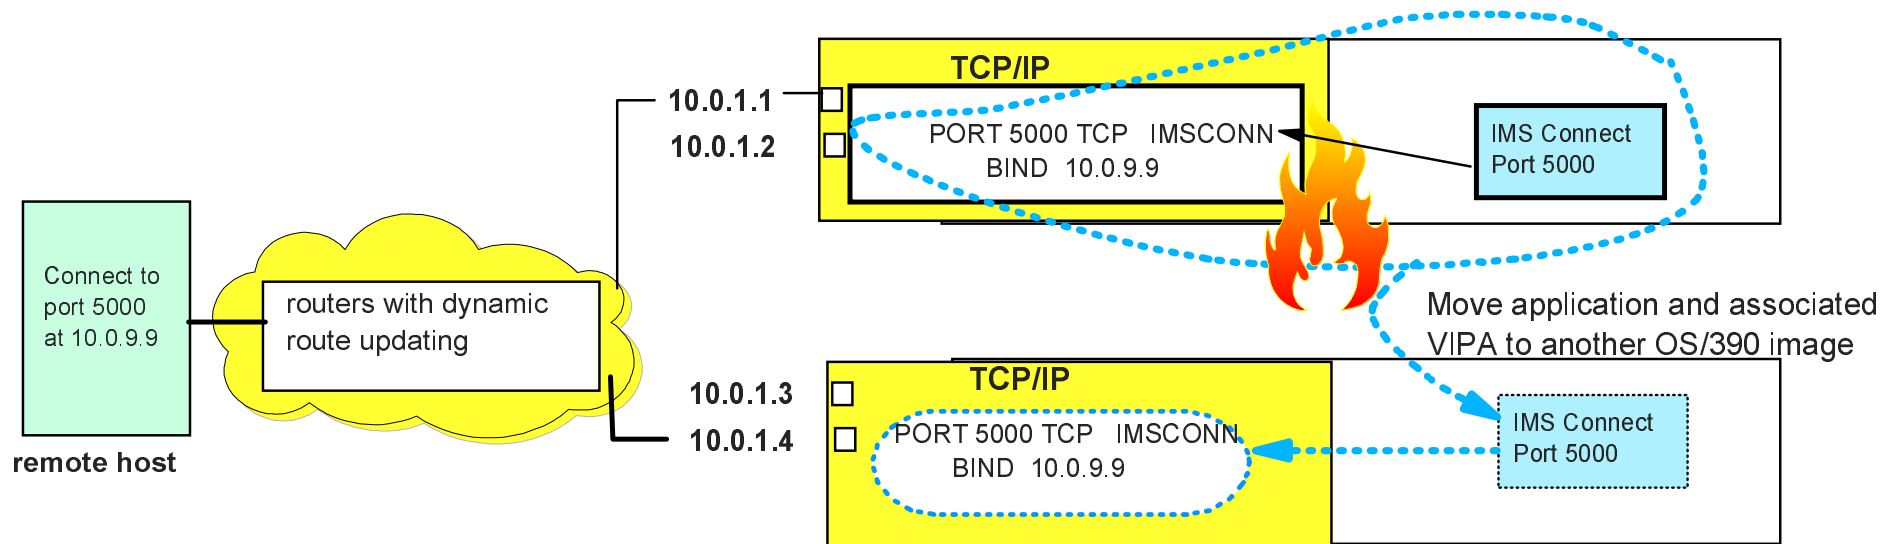 TCP/IP
10.0.1.1
10.0.1.2
PORT 5000 TCP IMSCONN
BIND 10.0.9.9
IMS Connect
Port 5000
Connect to
port 5000
at 10.0.9.9
remote host
routers with dynamic
route updating
Move application and associated
VIPA to another OS/390 image
TCP/IP
10.0.1.3
10.0.1.4
PORT 5000 TCP IMSCONN
BIND 10.0.9.9
IMS Connect
Port 5000